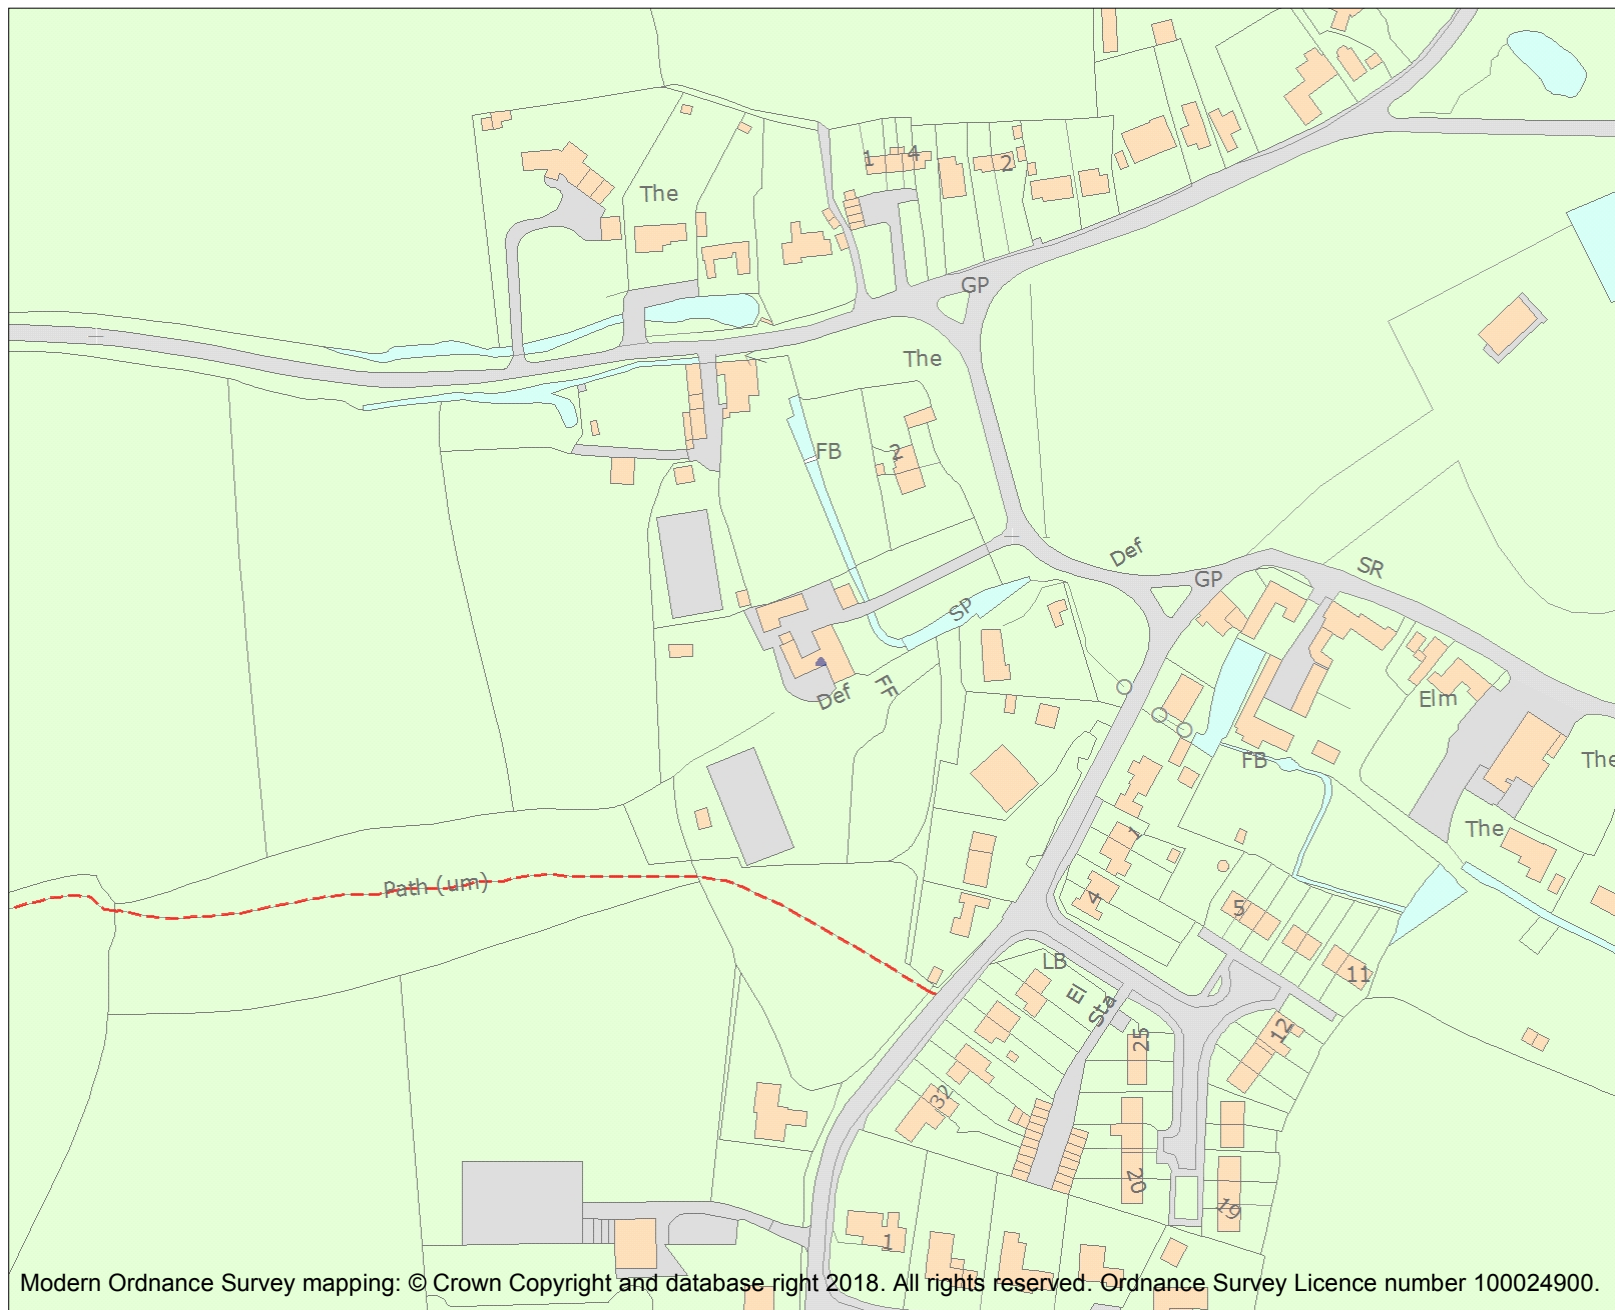 1
4
2
The
GP
The
FB
2
Def
SR
GP
SP
FF
Def
Elm
FB
The
The
1
Path (um)
4
5
LB
11
El
Sta
25
12
32
20
19
1
Modern Ordnance Survey mapping: © Crown Copyright and database right 2018. All rights reserved. Ordnance Survey Licence number 100024900.